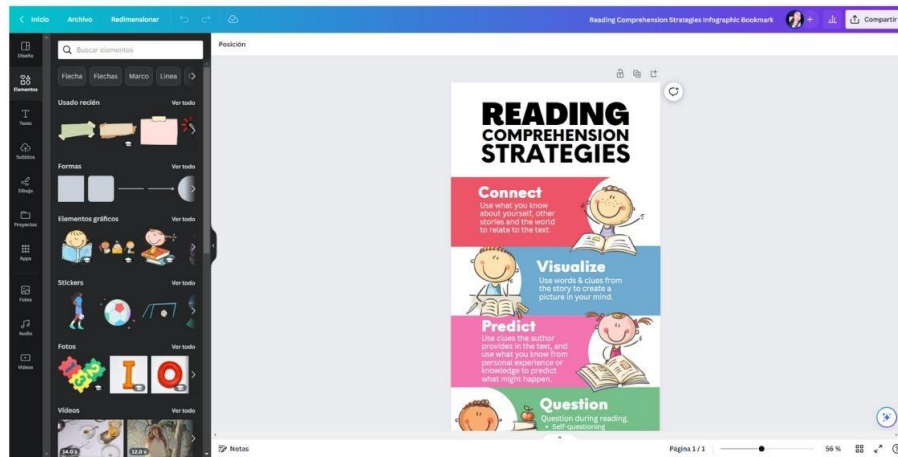 Inicio Archivo Redimensionar Reading Comprehension Strategies Infographic Bookmark Compartir
Posición
Diseño
Elementos
Texto
Subidos
Dibujo
Proyectos
Apps
Fotos
Audio
Vídeos
Buscar elementos
Flecha Flechas Marco Línea
Usado recién Ver todo
Formas Ver todo
Elementos gráficos Ver todo
Stickers Ver todo
Fotos Ver todo
Vídeos Ver todo
14.0 s 12.0 s
READING
COMPREHENSION
STRATEGIES
Connect
Use what you know
about yourself, other
stories and the world
to relate to the text.
Visualize
Use words & clues from
the story to create a
picture in your mind.
Predict
Use clues the author
provides in the text, and
use what you know from
personal experience or
knowledge to predict
what might happen.
Question
Question during reading.
• Self-questioning
Notas Página 1 / 1 56 %